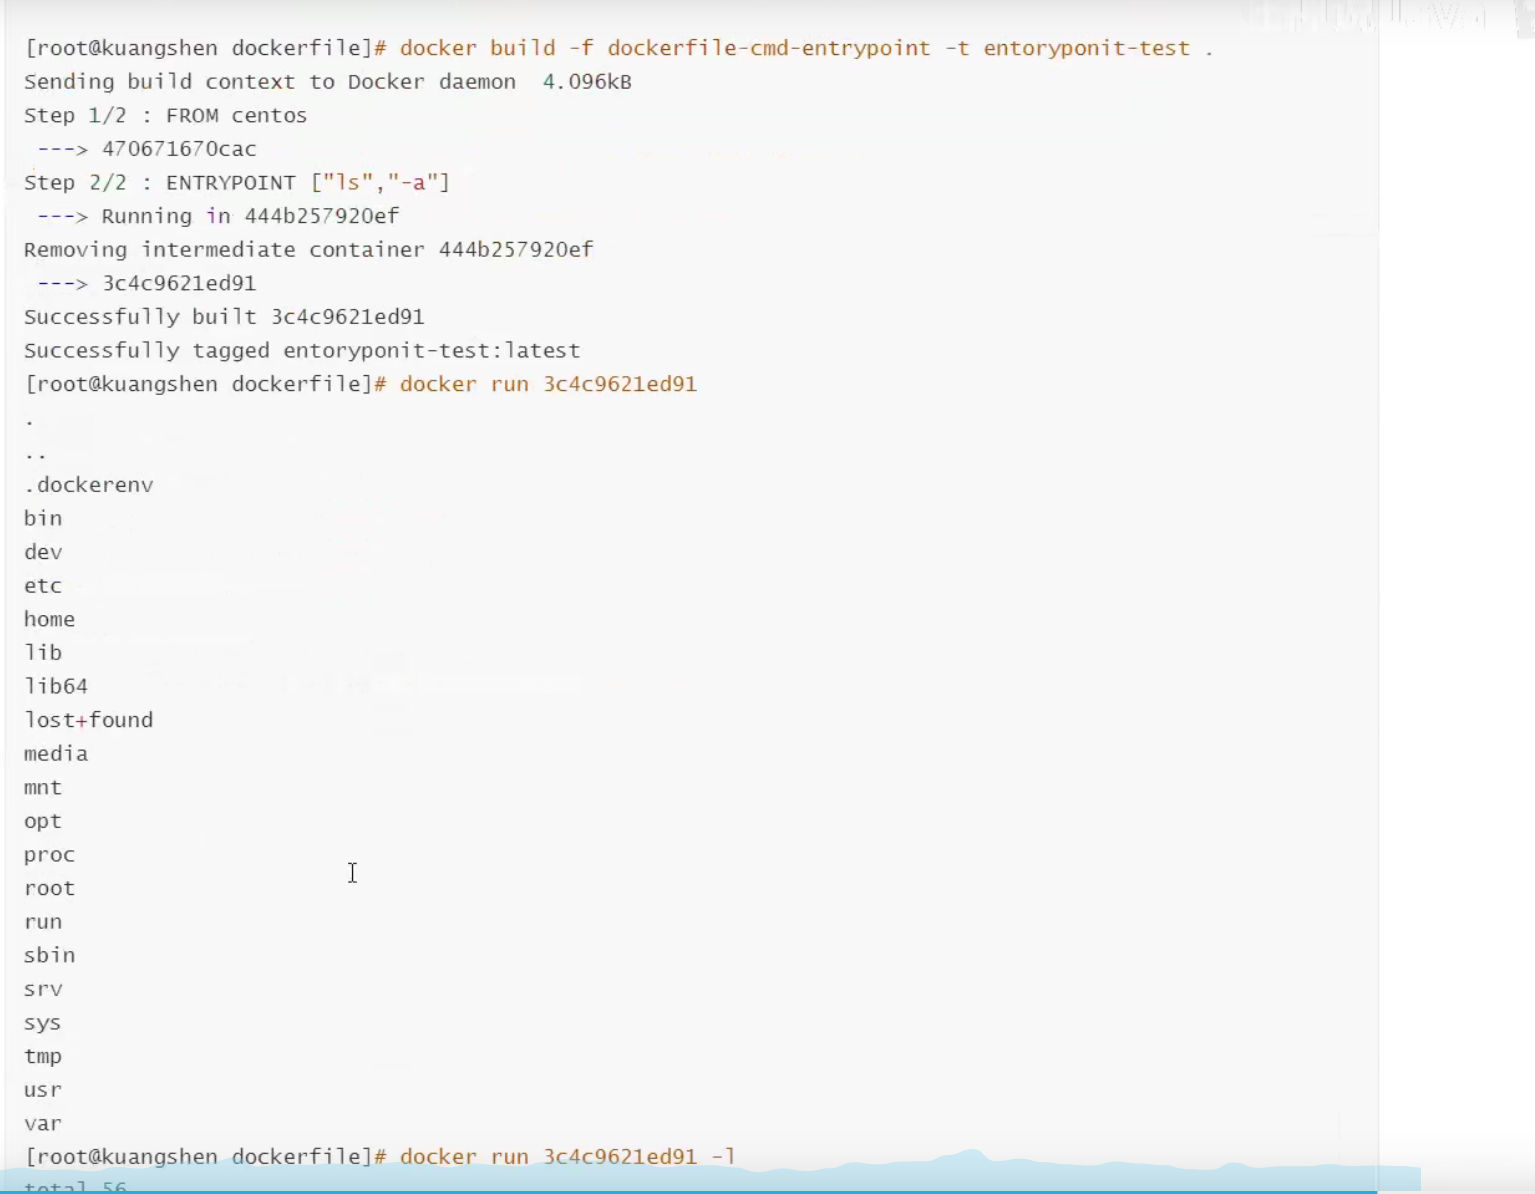 [root@kuangshen dockerfile]# docker build -f dockerfile-cmd-entrypoint -t entoryponit-test .
Sending build context to Docker daemon  4.096kB
Step 1/2 : FROM centos
 ---> 470671670cac
Step 2/2 : ENTRYPOINT ["ls","-a"]
 ---> Running in 444b257920ef
Removing intermediate container 444b257920ef
 ---> 3c4c9621ed91
Successfully built 3c4c9621ed91
Successfully tagged entoryponit-test:latest
[root@kuangshen dockerfile]# docker run 3c4c9621ed91
.
..
.dockerenv
bin
dev
etc
home
lib
lib64
lost+found
media
mnt
opt
proc
root
run
sbin
srv
sys
tmp
usr
var
[root@kuangshen dockerfile]# docker run 3c4c9621ed91 -l
total 56